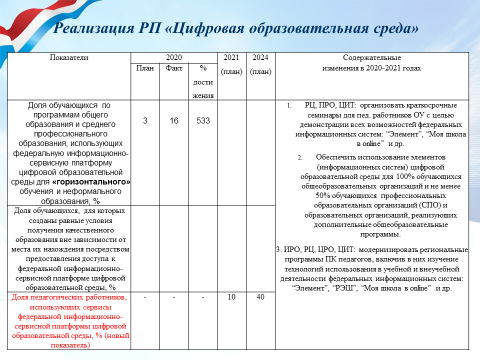 Реализация РП «Цифровая образовательная среда»
Показатели
2020
2021
(план)
2024
(план)
Содержательные
изменения в 2020-2021 годах
План
Факт
%
дости
жения
Доля обучающихся по
программам общего
образования и среднего
профессионального
образования, использующих
федеральную информационно-
сервисную платформу
цифровой образовательной
среды для «горизонтального»
обучения и неформального
образования, %
3
16
533
Доля обучающихся, для которых
созданы равные условия
получения качественного
образования вне зависимости от
места их нахождения посредством
предоставления доступа к
федеральной информационно-
сервисной платформе цифровой
образовательной среды, %
Доля педагогических работников,
использующих сервисы
федеральной информационно-
сервисной платформы цифровой
образовательной среды, % (новый
показатель)
-
-
-
10
40
1. РЦ, ПРО, ЦИТ: организовать краткосрочные
семинары для пед. работников ОУ с целью
демонстрации всех возможностей федеральных
информационных систем: "Элемент", "Моя школа
в online" и др.
2. Обеспечить использование элементов
(информационных систем) цифровой
образовательной среды для 100% обучающихся
общеобразовательных организаций и не менее
50% обучающихся профессиональных
образовательных организаций (СПО) и
образовательных организаций, реализующих
дополнительные общеобразовательные
программы.
3. ИРО, РЦ, ЦРО, ЦИТ: модернизировать региональные
программы ПК педагогов, включив в них изучение
технологий использования в учебной и внеучебной
деятельности федеральных информационных систем:
"Элемент", "РЭШ", "Моя школа в online" и др.